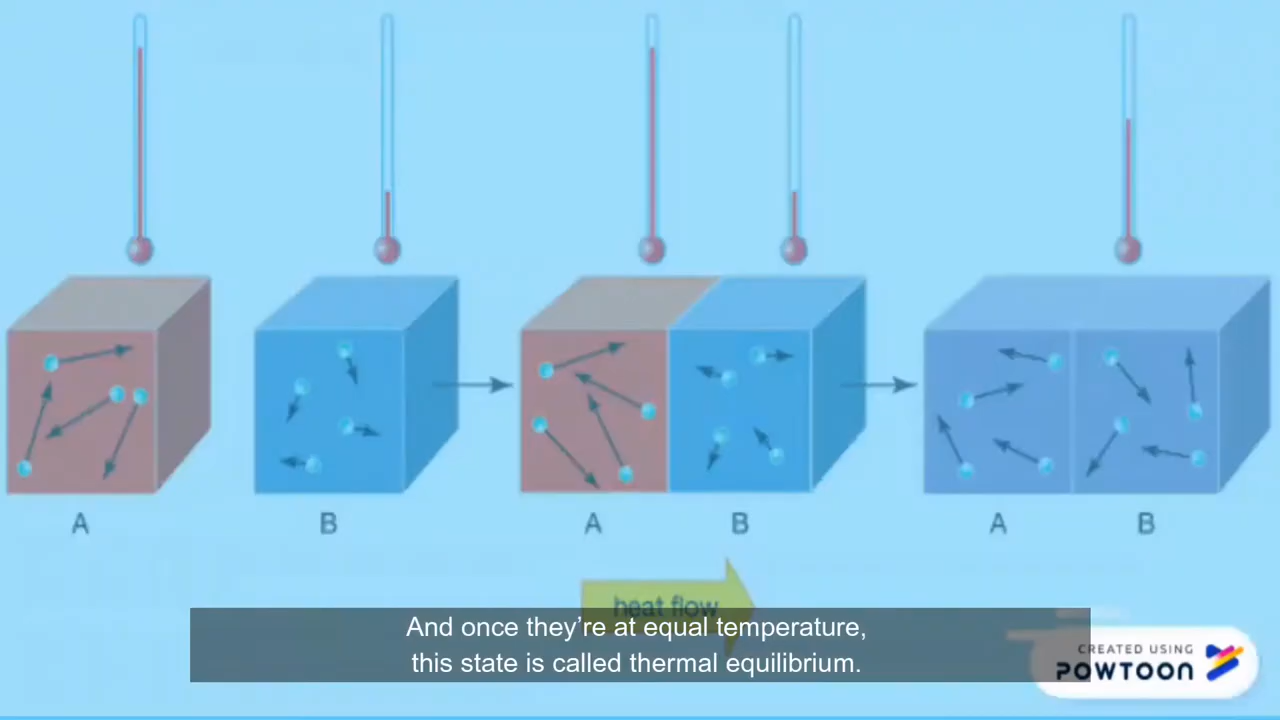 A
B
A
B
A
B
heat flow
And once they’re at equal temperature,
this state is called thermal equilibrium.
CREATED USING
POWTOON